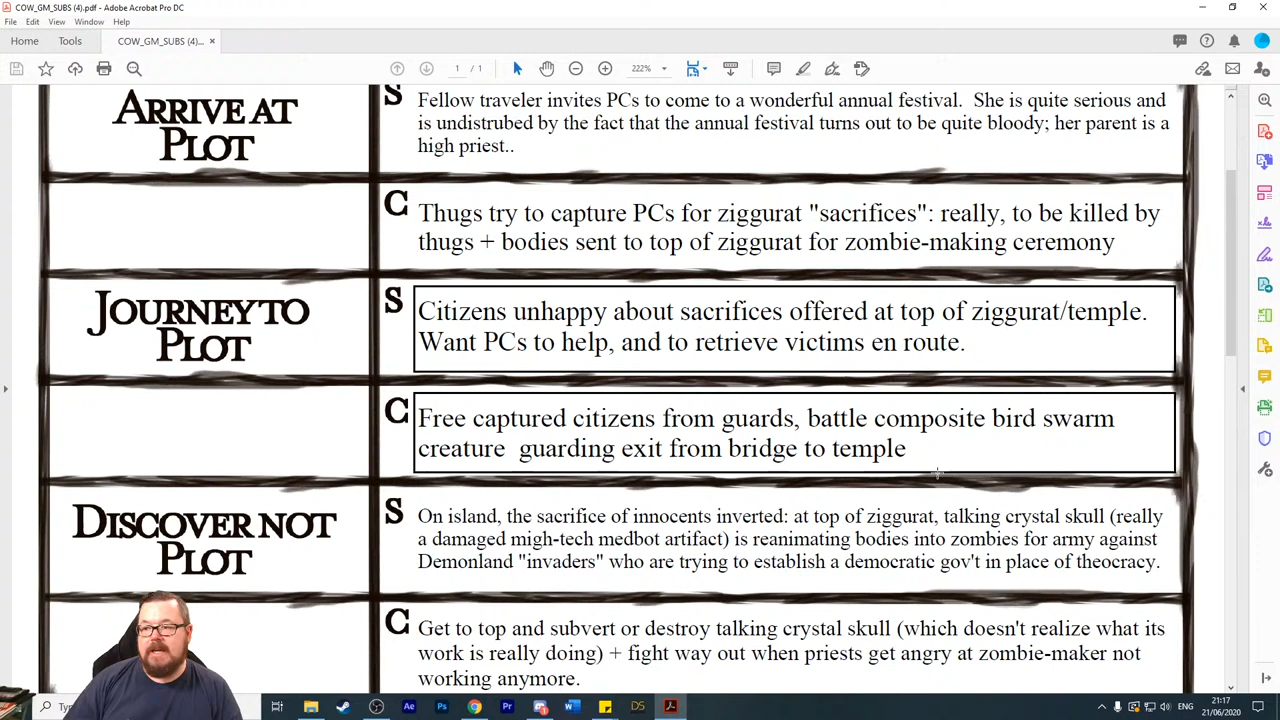 COW_GM_SUBS (4).pdf - Adobe Acrobat Pro DC
File Edit View Window Help
Home Tools COW_GM_SUBS (4)... ×
1 / 1 222%
ARRIVE AT
PLOT
S
Fellow traveler invites PCs to come to a wonderful annual festival. She is quite serious and
is undistrubed by the fact that the annual festival turns out to be quite bloody; her parent is a
high priest..
C
Thugs try to capture PCs for ziggurat "sacrifices": really, to be killed by
thugs + bodies sent to top of ziggurat for zombie-making ceremony
JOURNEY TO
PLOT
S
Citizens unhappy about sacrifices offered at top of ziggurat/temple.
Want PCs to help, and to retrieve victims en route.
C
Free captured citizens from guards, battle composite bird swarm
creature guarding exit from bridge to temple
DISCOVER NOT
PLOT
S
On island, the sacrifice of innocents inverted: at top of ziggurat, talking crystal skull (really
a damaged migh-tech medbot artifact) is reanimating bodies into zombies for army against
Demonland "invaders" who are trying to establish a democratic gov't in place of theocracy.
C
Get to top and subvert or destroy talking crystal skull (which doesn't realize what its
work is really doing) + fight way out when priests get angry at zombie-maker not
working anymore.
Ty
Ae Ps Pr DS
21:17
21/06/2020